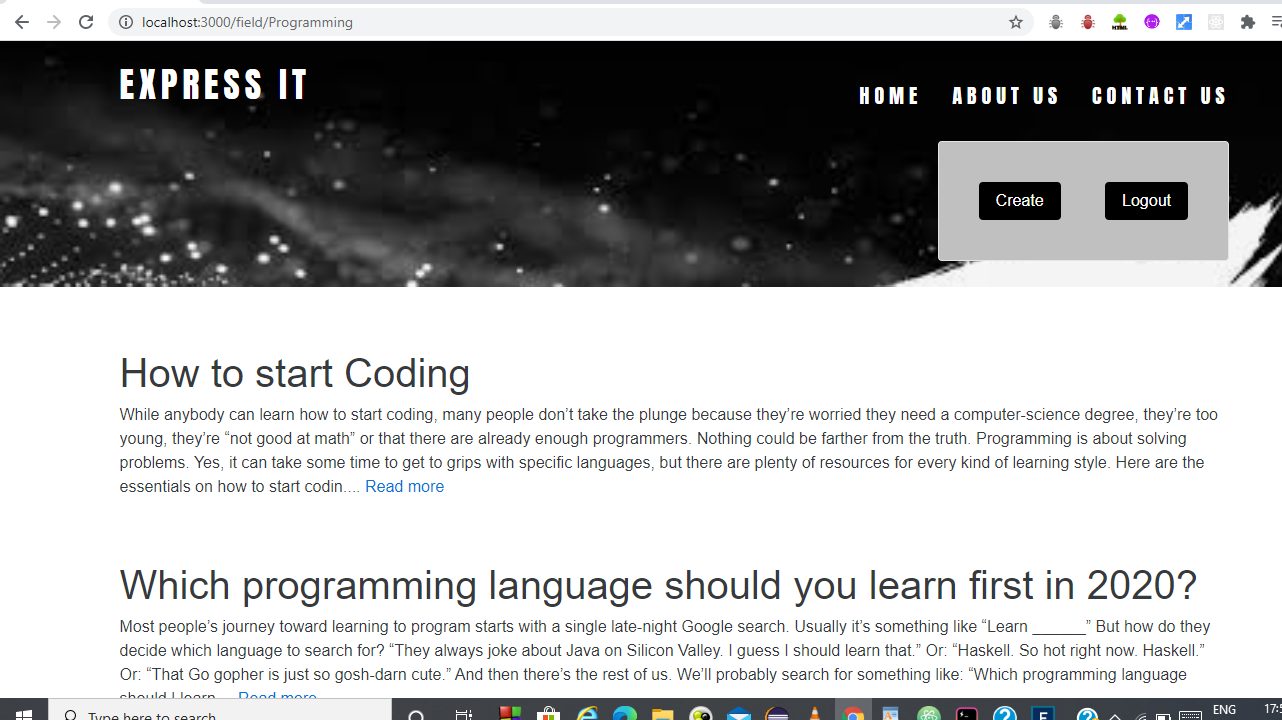 localhost:3000/field/Programming
HTML
EXPRESS IT
HOME ABOUT US CONTACT US
Create Logout
How to start Coding
While anybody can learn how to start coding, many people don’t take the plunge because they’re worried they need a computer-science degree, they’re too
young, they’re “not good at math” or that there are already enough programmers. Nothing could be farther from the truth. Programming is about solving
problems. Yes, it can take some time to get to grips with specific languages, but there are plenty of resources for every kind of learning style. Here are the
essentials on how to start codin.... Read more
Which programming language should you learn first in 2020?
Most people’s journey toward learning to program starts with a single late-night Google search. Usually it’s something like “Learn ______” But how do they
decide which language to search for? “They always joke about Java on Silicon Valley. I guess I should learn that.” Or: “Haskell. So hot right now. Haskell.”
Or: “That Go gopher is just so gosh-darn cute.” And then there’s the rest of us. We’ll probably search for something like: “Which programming language
should I learn.... Read more
Type here to search
ENG
17:5